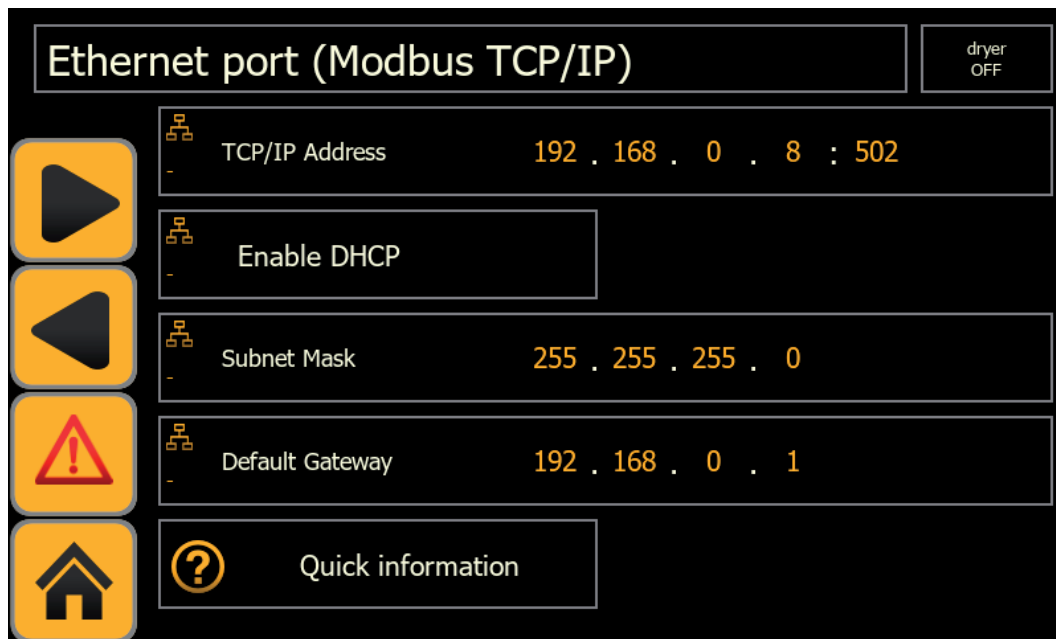 Ethernet port (Modbus TCP/IP)
dryer
OFF
TCP/IP Address 192 . 168 . 0 . 8 : 502
-
Enable DHCP
-
Subnet Mask 255 . 255 . 255 . 0
-
Default Gateway 192 . 168 . 0 . 1
-
? Quick information